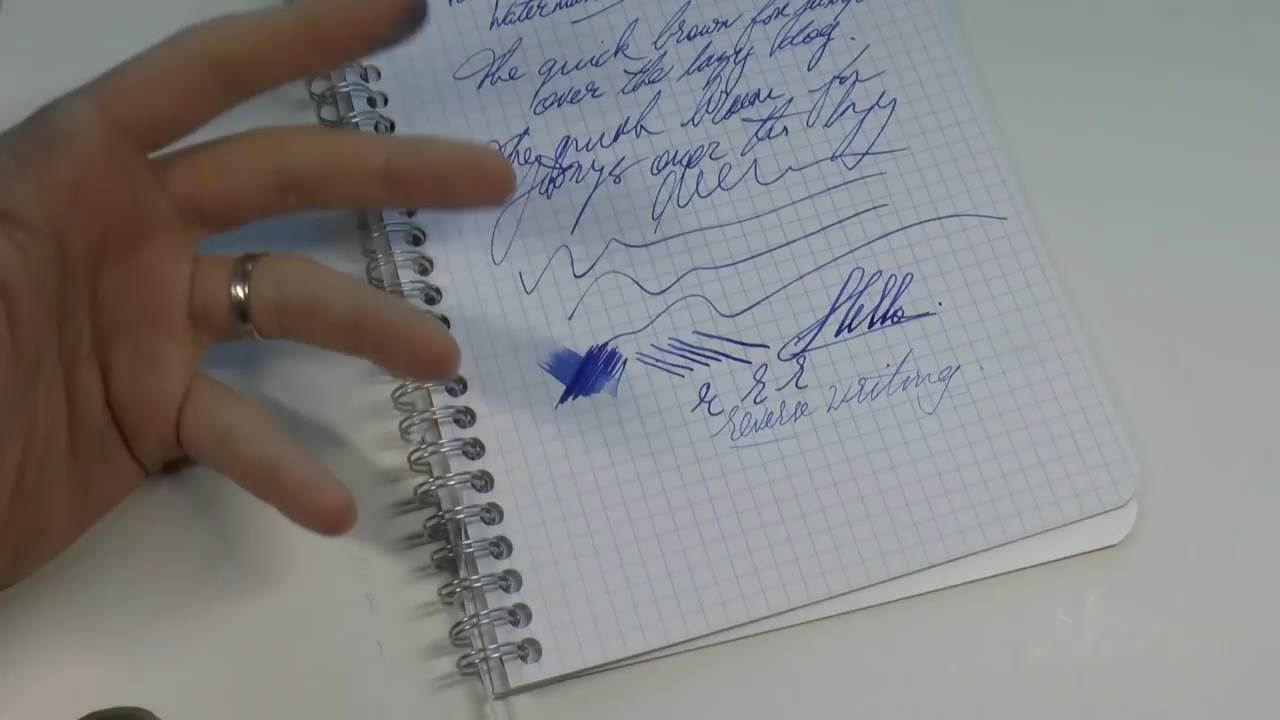 Waterman
The quick brown fox jumps
over the lazy dog.
The quick brown fox
jumps over the
Hello.
r r r
reverse writing.